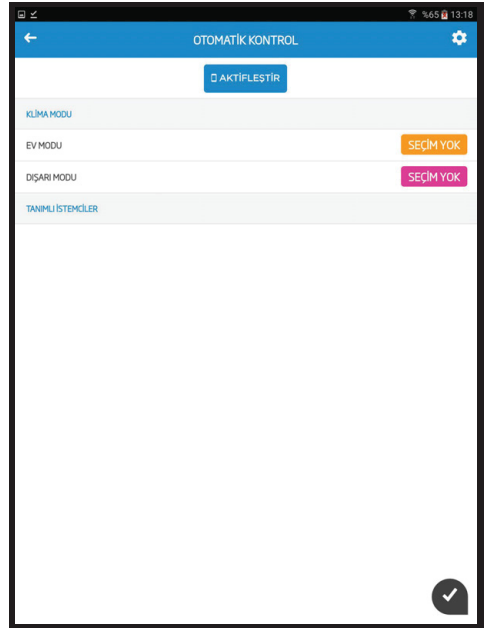 %65 13:18
OTOMATİK KONTROL
AKTİFLEŞTİR
KLİMA MODU
EV MODU SEÇİM YOK
DIŞARI MODU SEÇİM YOK
TANIMLI İSTEMCİLER